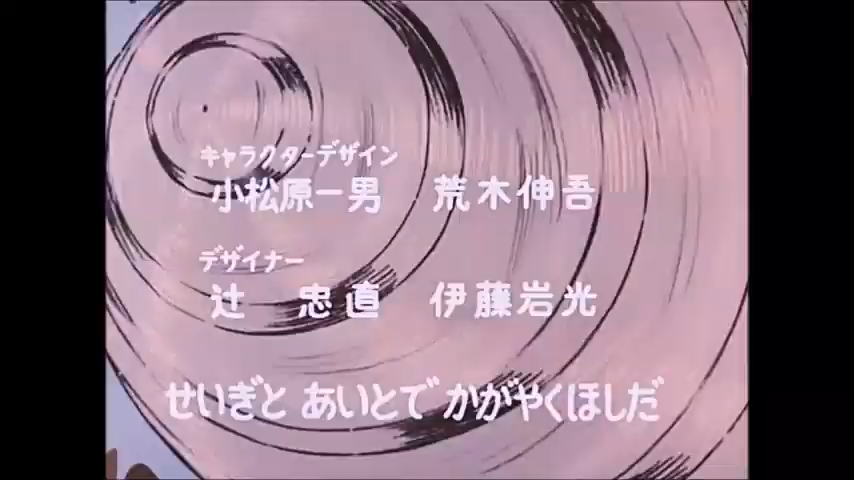 キャラクターデザイン
小松原一男　荒木伸吾
デザイナー
辻　忠直　伊藤岩光
せいぎと あいとで かがやくほしだ